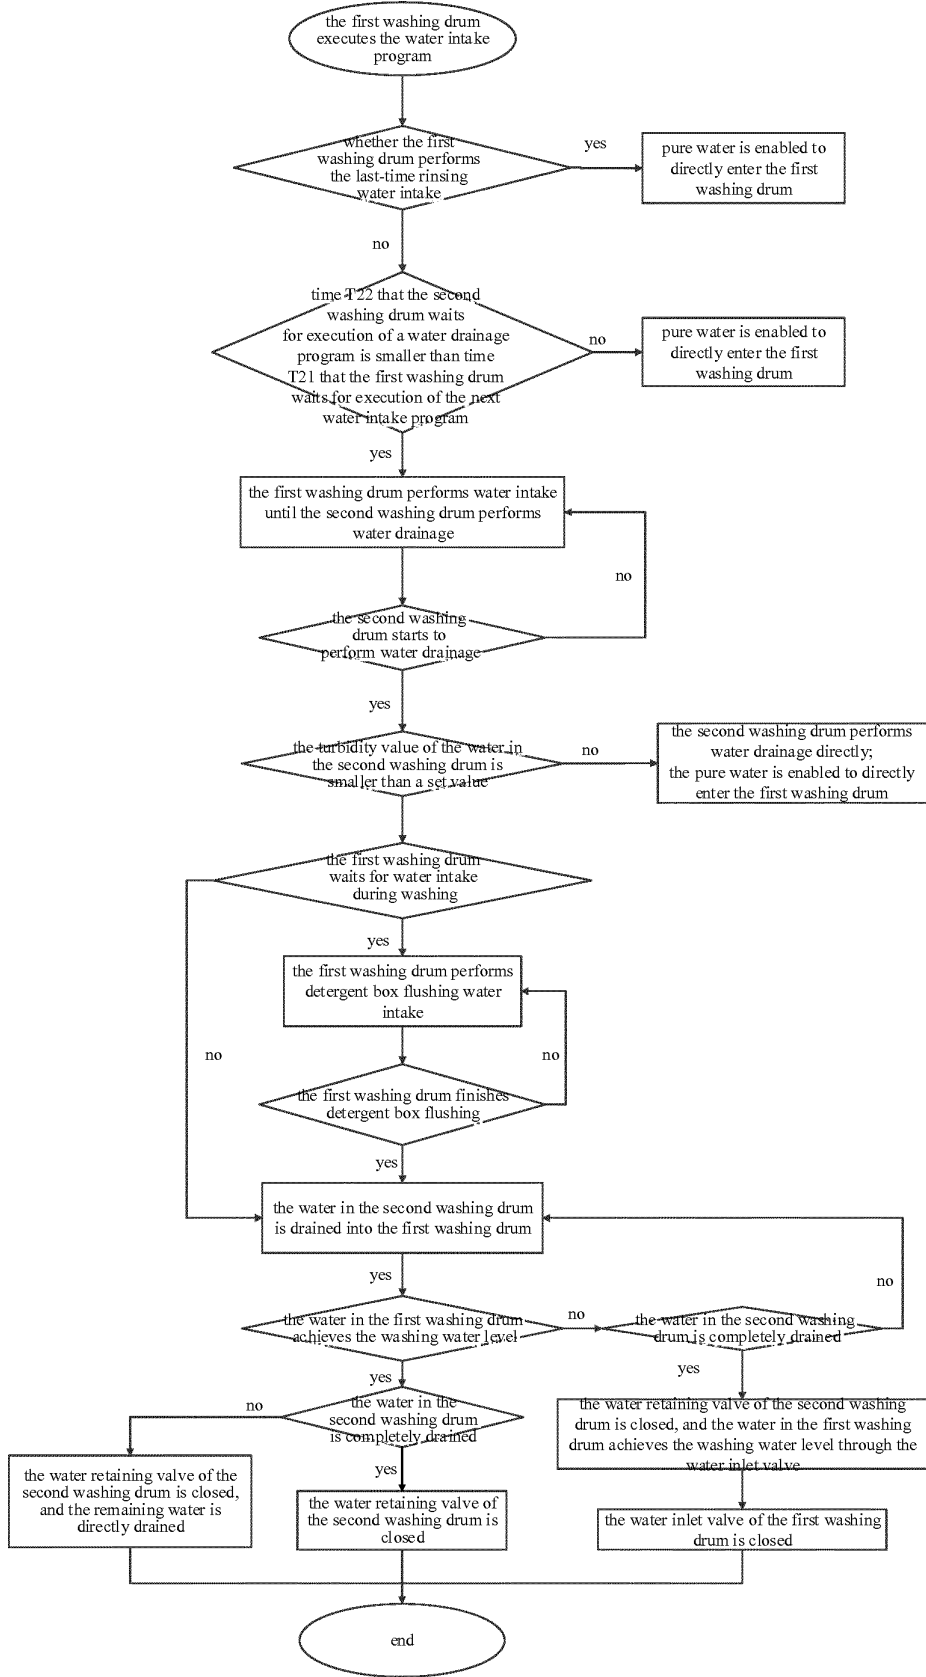 the first washing drum
executes the water intake
program
whether the first
washing drum performs
the last-time rinsing
water intake
yes
pure water is enabled to
directly enter the first
washing drum
no
time T22 that the second
washing drum waits
for execution of a water drainage
program is smaller than time
T21 that the first washing drum
waits for execution of the next
water intake program
no
pure water is enabled to
directly enter the first
washing drum
yes
the first washing drum performs water intake
until the second washing drum performs
water drainage
no
the second washing
drum starts to
perform water drainage
yes
the turbidity value of the water in
the second washing drum is
smaller than a set value
no
the second washing drum performs
water drainage directly;
the pure water is enabled to directly
enter the first washing drum
the first washing drum
waits for water intake
during washing
yes
the first washing drum performs
detergent box flushing water
intake
no
no
the first washing drum finishes
detergent box flushing
yes
the water in the second washing drum
is drained into the first washing drum
yes
no
the water in the first washing drum
achieves the washing water level
no
the water in the second washing
drum is completely drained
yes
yes
the water in the
second washing drum
is completely drained
no
the water retaining valve of the second washing
drum is closed, and the water in the first washing
drum achieves the washing water level through the
water inlet valve
yes
the water retaining valve of the
second washing drum is closed,
and the remaining water is
directly drained
the water retaining valve of
the second washing drum is
closed
the water inlet valve of the first washing
drum is closed
end